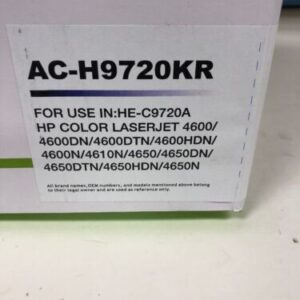 AC-H9720KR
FOR USE IN:HE-C9720A
HP COLOR LASERJET 4600/
4600DN/4600DTN/4600HDN/
4600N/4610N/4650/4650DN/
4650DTN/4650HDN/4650N
All brand names, OEM numbers, and models mentioned above belong
to their legal owner and are used as reference only.